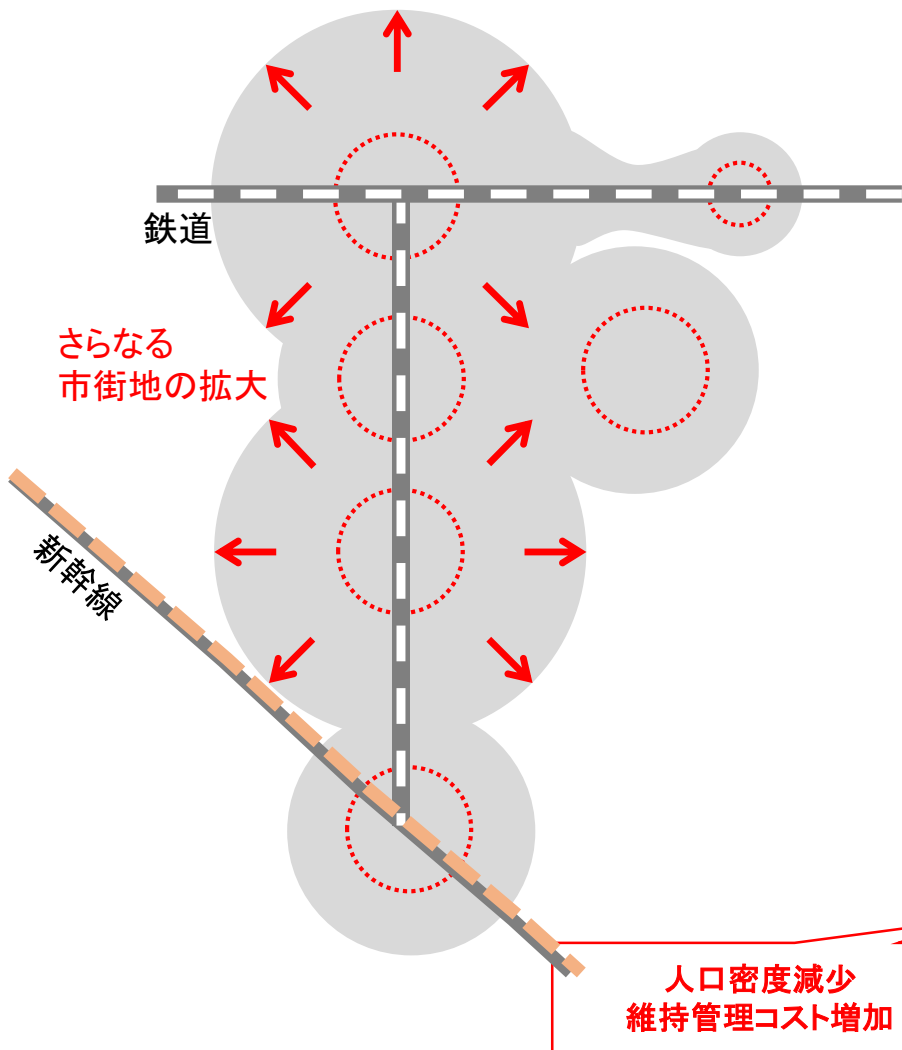 鉄道
さらなる
市街地の拡大
新幹線
人口密度減少
維持管理コスト増加